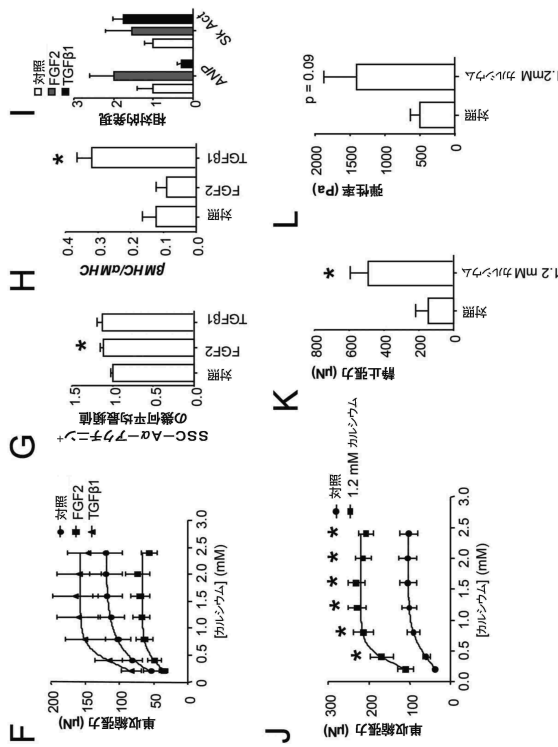 F
単収縮張力 (μN)
200
150
100
50
0
0.0 0.5 1.0 1.5 2.0 2.5 3.0
[カルシウム] (mM)
対照
FGF2
TGFβ1
G
SSC-Aα-アクチニン+
の幾何平均最頻値
1.5
1.0
0.5
0.0
*
対照 FGF2 TGFβ1
H
βMHC/αMHC
0.4
0.3
0.2
0.1
0.0
*
対照 FGF2 TGFβ1
I
対照
FGF2
TGFβ1
相対的発現
3
2
1
0
ANP Sk Act
J
単収縮張力 (μN)
300
200
100
0
* * * * * *
0.0 0.5 1.0 1.5 2.0 2.5 3.0
[カルシウム] (mM)
対照
1.2 mM カルシウム
K
静止張力 (μN)
800
600
400
200
0
*
対照 1.2 mM カルシウム
L
弾性率 (Pa)
2000
1500
1000
500
0
p = 0.09
対照 1.2mM カルシウム